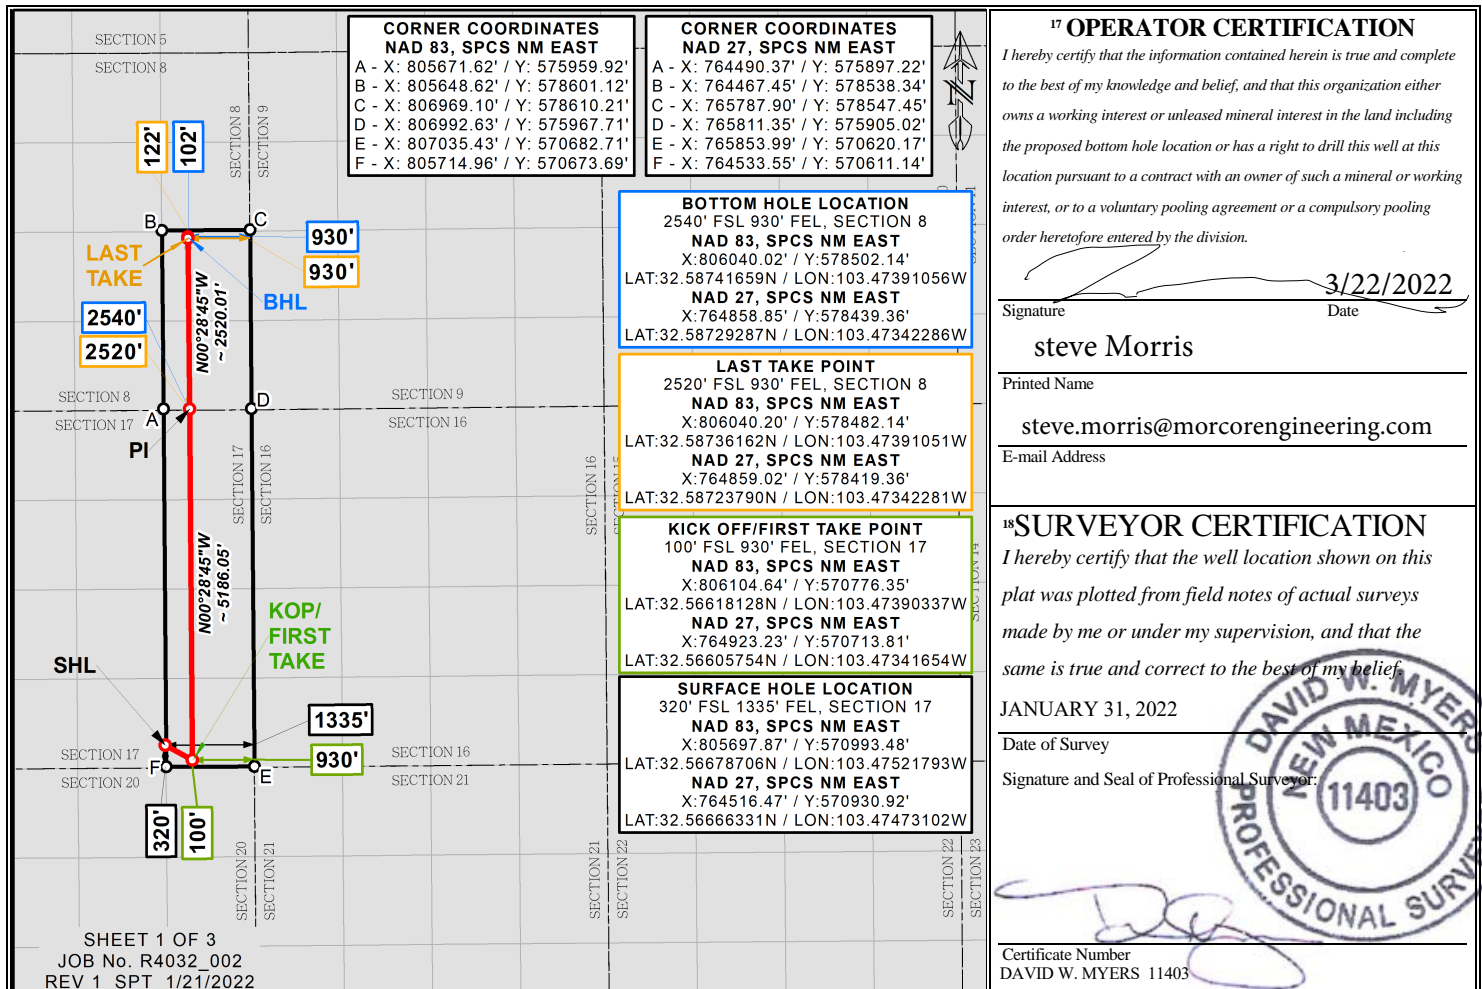 SECTION 5
SECTION 8
SECTION 8
SECTION 9
CORNER COORDINATES
NAD 83, SPCS NM EAST
A - X: 805671.62' / Y: 575959.92'
B - X: 805648.62' / Y: 578601.12'
C - X: 806969.10' / Y: 578610.21'
D - X: 806992.63' / Y: 575967.71'
E - X: 807035.43' / Y: 570682.71'
F - X: 805714.96' / Y: 570673.69'
CORNER COORDINATES
NAD 27, SPCS NM EAST
A - X: 764490.37' / Y: 575897.22'
B - X: 764467.45' / Y: 578538.34'
C - X: 765787.90' / Y: 578547.45'
D - X: 765811.35' / Y: 575905.02'
E - X: 765853.99' / Y: 570620.17'
F - X: 764533.55' / Y: 570611.14'
N
122'
102'
B
C
930'
930'
LAST
TAKE
BHL
N00°28'45"W
~ 2520.01'
2540'
2520'
SECTION 8
SECTION 9
A
D
SECTION 17
SECTION 16
PI
SECTION 17
SECTION 16
SECTION 16
N00°28'45"W
~ 5186.05'
KOP/
FIRST
TAKE
SHL
1335'
930'
SECTION 17
SECTION 16
F
E
SECTION 20
SECTION 21
320'
100'
SECTION 20
SECTION 21
SECTION 21
SECTION 22
SECTION 22
SECTION 23
SECTION 14
BOTTOM HOLE LOCATION
2540' FSL 930' FEL, SECTION 8
NAD 83, SPCS NM EAST
X:806040.02' / Y:578502.14'
LAT:32.58741659N / LON:103.47391056W
NAD 27, SPCS NM EAST
X:764858.85' / Y:578439.36'
LAT:32.58729287N / LON:103.47342286W
LAST TAKE POINT
2520' FSL 930' FEL, SECTION 8
NAD 83, SPCS NM EAST
X:806040.20' / Y:578482.14'
LAT:32.58736162N / LON:103.47391051W
NAD 27, SPCS NM EAST
X:764859.02' / Y:578419.36'
LAT:32.58723790N / LON:103.47342281W
KICK OFF/FIRST TAKE POINT
100' FSL 930' FEL, SECTION 17
NAD 83, SPCS NM EAST
X:806104.64' / Y:570776.35'
LAT:32.56618128N / LON:103.47390337W
NAD 27, SPCS NM EAST
X:764923.23' / Y:570713.81'
LAT:32.56605754N / LON:103.47341654W
SURFACE HOLE LOCATION
320' FSL 1335' FEL, SECTION 17
NAD 83, SPCS NM EAST
X:805697.87' / Y:570993.48'
LAT:32.56678706N / LON:103.47521793W
NAD 27, SPCS NM EAST
X:764516.47' / Y:570930.92'
LAT:32.56666331N / LON:103.47473102W
SHEET 1 OF 3
JOB No. R4032_002
REV 1 SPT 1/21/2022
17 OPERATOR CERTIFICATION
I hereby certify that the information contained herein is true and complete
to the best of my knowledge and belief, and that this organization either
owns a working interest or unleased mineral interest in the land including
the proposed bottom hole location or has a right to drill this well at this
location pursuant to a contract with an owner of such a mineral or working
interest, or to a voluntary pooling agreement or a compulsory pooling
order heretofore entered by the division.
3/22/2022
Signature Date
steve Morris
Printed Name
steve.morris@morcorengineering.com
E-mail Address
18 SURVEYOR CERTIFICATION
I hereby certify that the well location shown on this
plat was plotted from field notes of actual surveys
made by me or under my supervision, and that the
same is true and correct to the best of my belief.
JANUARY 31, 2022
Date of Survey
Signature and Seal of Professional Surveyor:
DAVID W. MYERS
NEW MEXICO
11403
PROFESSIONAL
Certificate Number
DAVID W. MYERS 11403